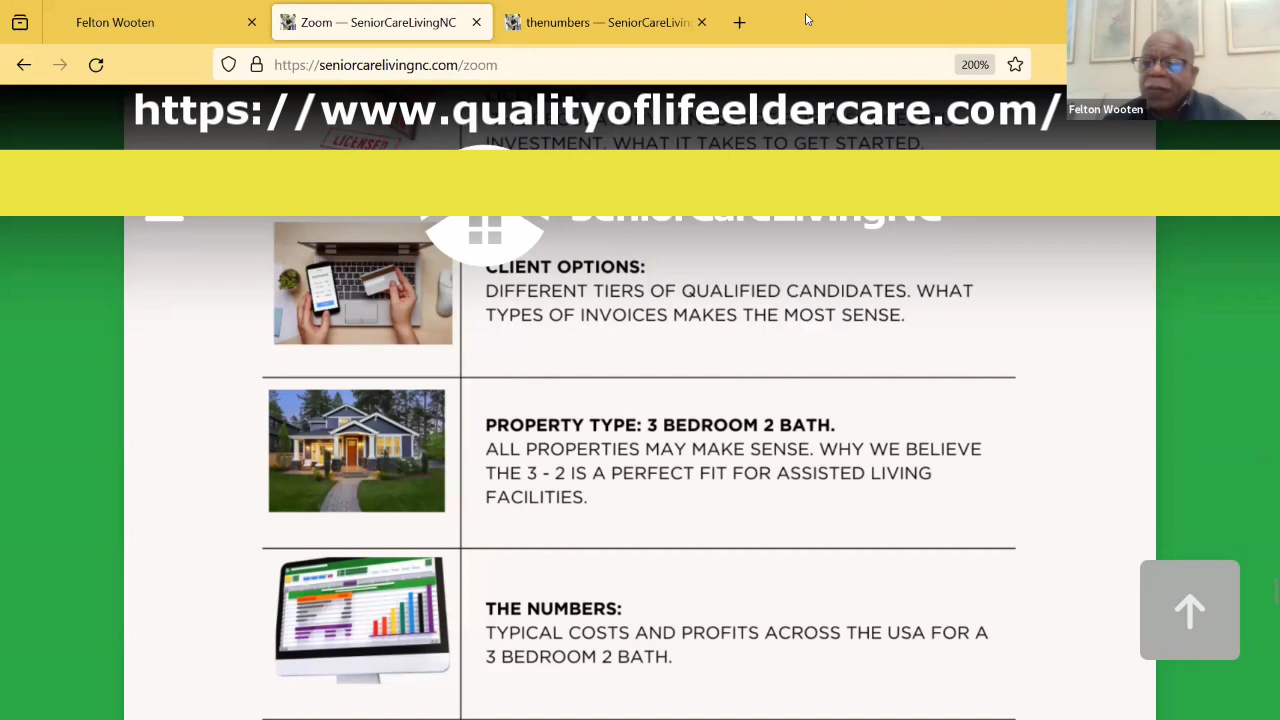 Felton Wooten
Zoom — SeniorCareLivingNC
thenumbers — SeniorCareLivin
https://seniorcarelivingnc.com/zoom
200%
Felton Wooten
https://www.qualityoflifeeldercare.com/
LICENSED
INVESTMENT. WHAT IT TAKES TO GET STARTED.
SeniorCareLivingNC
CLIENT OPTIONS:
DIFFERENT TIERS OF QUALIFIED CANDIDATES. WHAT
TYPES OF INVOICES MAKES THE MOST SENSE.
PROPERTY TYPE: 3 BEDROOM 2 BATH.
ALL PROPERTIES MAY MAKE SENSE. WHY WE BELIEVE
THE 3 - 2 IS A PERFECT FIT FOR ASSISTED LIVING
FACILITIES.
THE NUMBERS:
TYPICAL COSTS AND PROFITS ACROSS THE USA FOR A
3 BEDROOM 2 BATH.